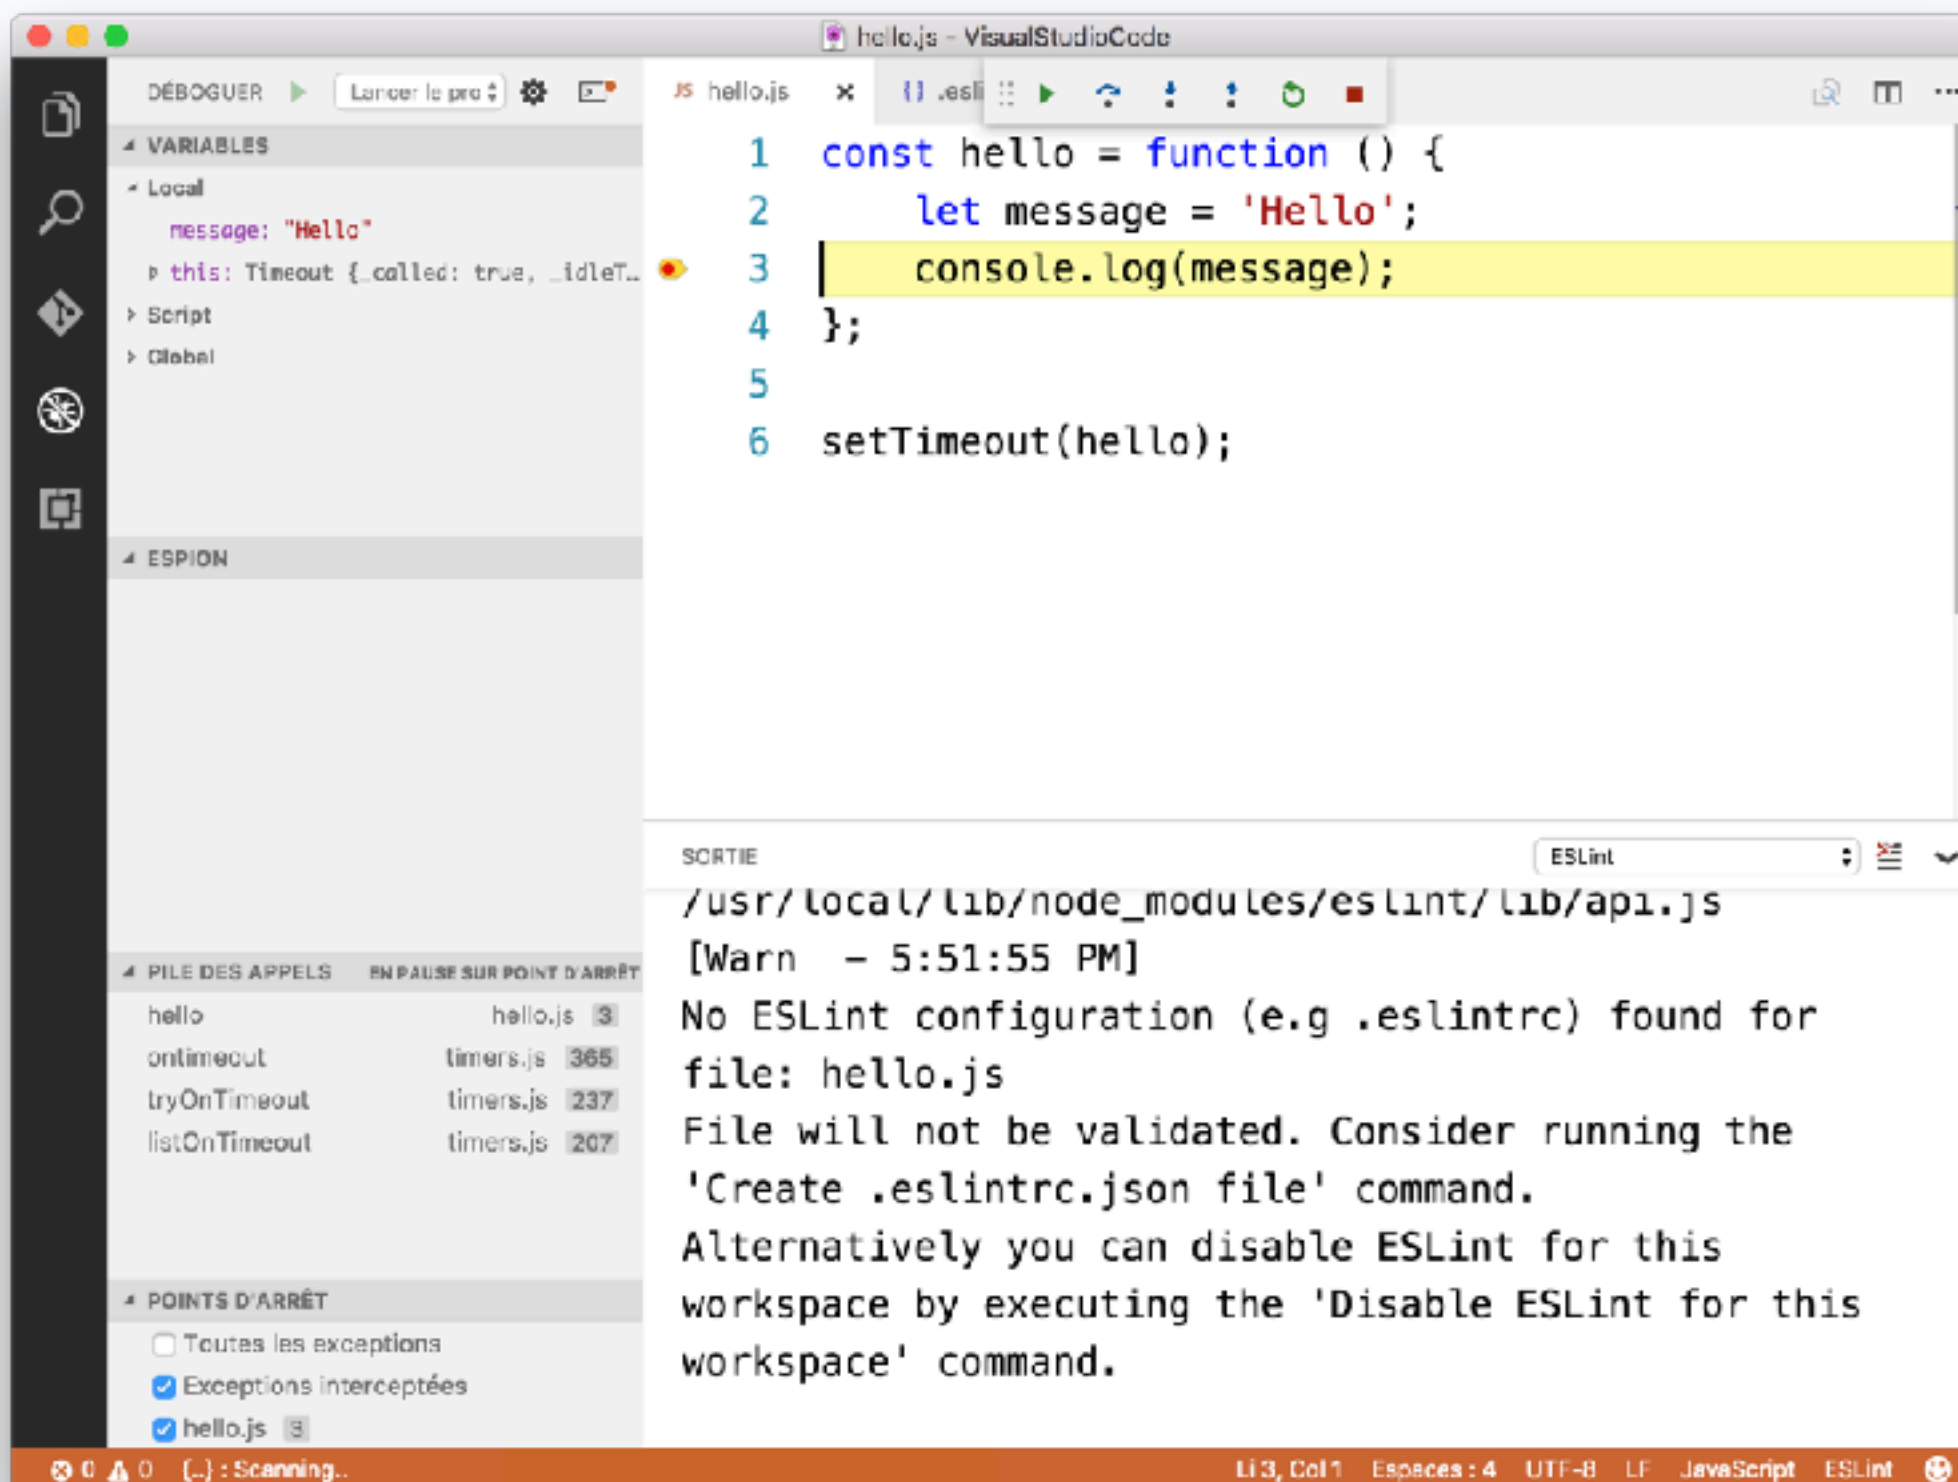 hello.js - VisualStudioCode
DÉBOGUER
Lancer le pro
VARIABLES
Local
message: "Hello"
this: Timeout {_called: true, _idleT…
Script
Global
ESPION
PILE DES APPELS EN PAUSE SUR POINT D'ARRÊT
hello hello.js 3
ontimeout timers.js 365
tryOnTimeout timers.js 237
listOnTimeout timers.js 207
POINTS D'ARRÊT
Toutes les exceptions
Exceptions interceptées
hello.js 3
JS hello.js {} .esli
1 const hello = function () {
2 let message = 'Hello';
3 console.log(message);
4 };
5
6 setTimeout(hello);
SORTIE ESLint
/usr/local/lib/node_modules/eslint/lib/api.js
[Warn - 5:51:55 PM]
No ESLint configuration (e.g .eslintrc) found for
file: hello.js
File will not be validated. Consider running the
'Create .eslintrc.json file' command.
Alternatively you can disable ESLint for this
workspace by executing the 'Disable ESLint for this
workspace' command.
0 0 {..} : Scanning.. Li 3, Col 1 Espaces : 4 UTF-8 LF JavaScript ESLint